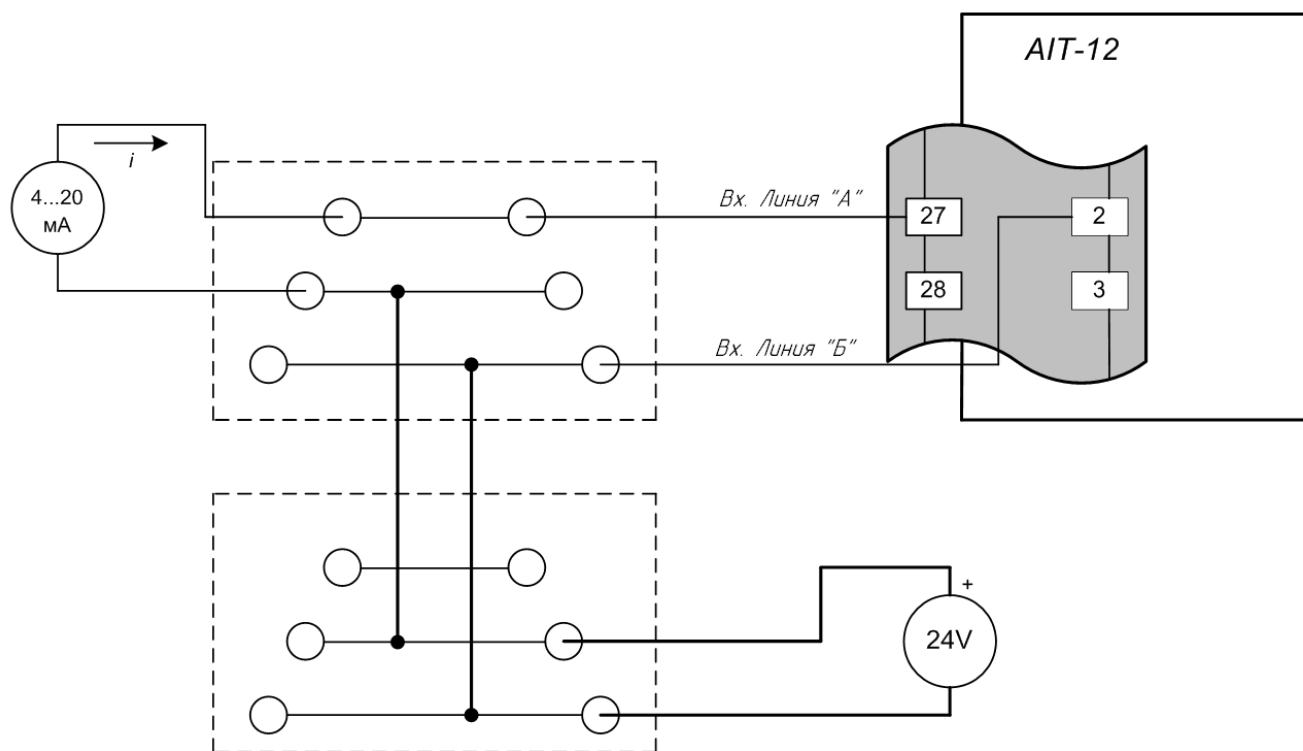 AIT-12
4...20
мА
i
Вх. Линия "А"
27
2
28
3
Вх. Линия "Б"
+
24V